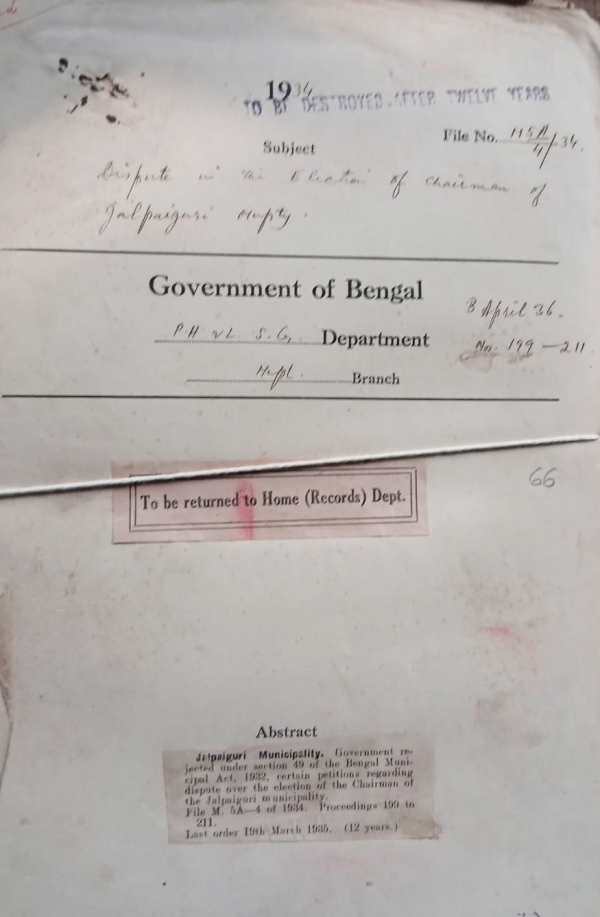 1934
TO BE DESTROYED AFTER TWELVE YEARS
File No. M5A/4/34.
Subject
Dispute in the Election of Chairman of
Jalpaiguri Mupty.
Government of Bengal
B April 36.
P.H & L. S. G. Department
No. 199-211
Mupl. Branch
66
To be returned to Home (Records) Dept.
Abstract
Jalpaiguri Municipality. Government re-
jected under section 49 of the Bengal Muni-
cipal Act, 1932, certain petitions regarding
dispute over the election of the Chairman of
the Jalpaiguri municipality.
File M. 5A—4 of 1934. Proceedings 199 to
211.
Last order 19th March 1935. (12 years.)